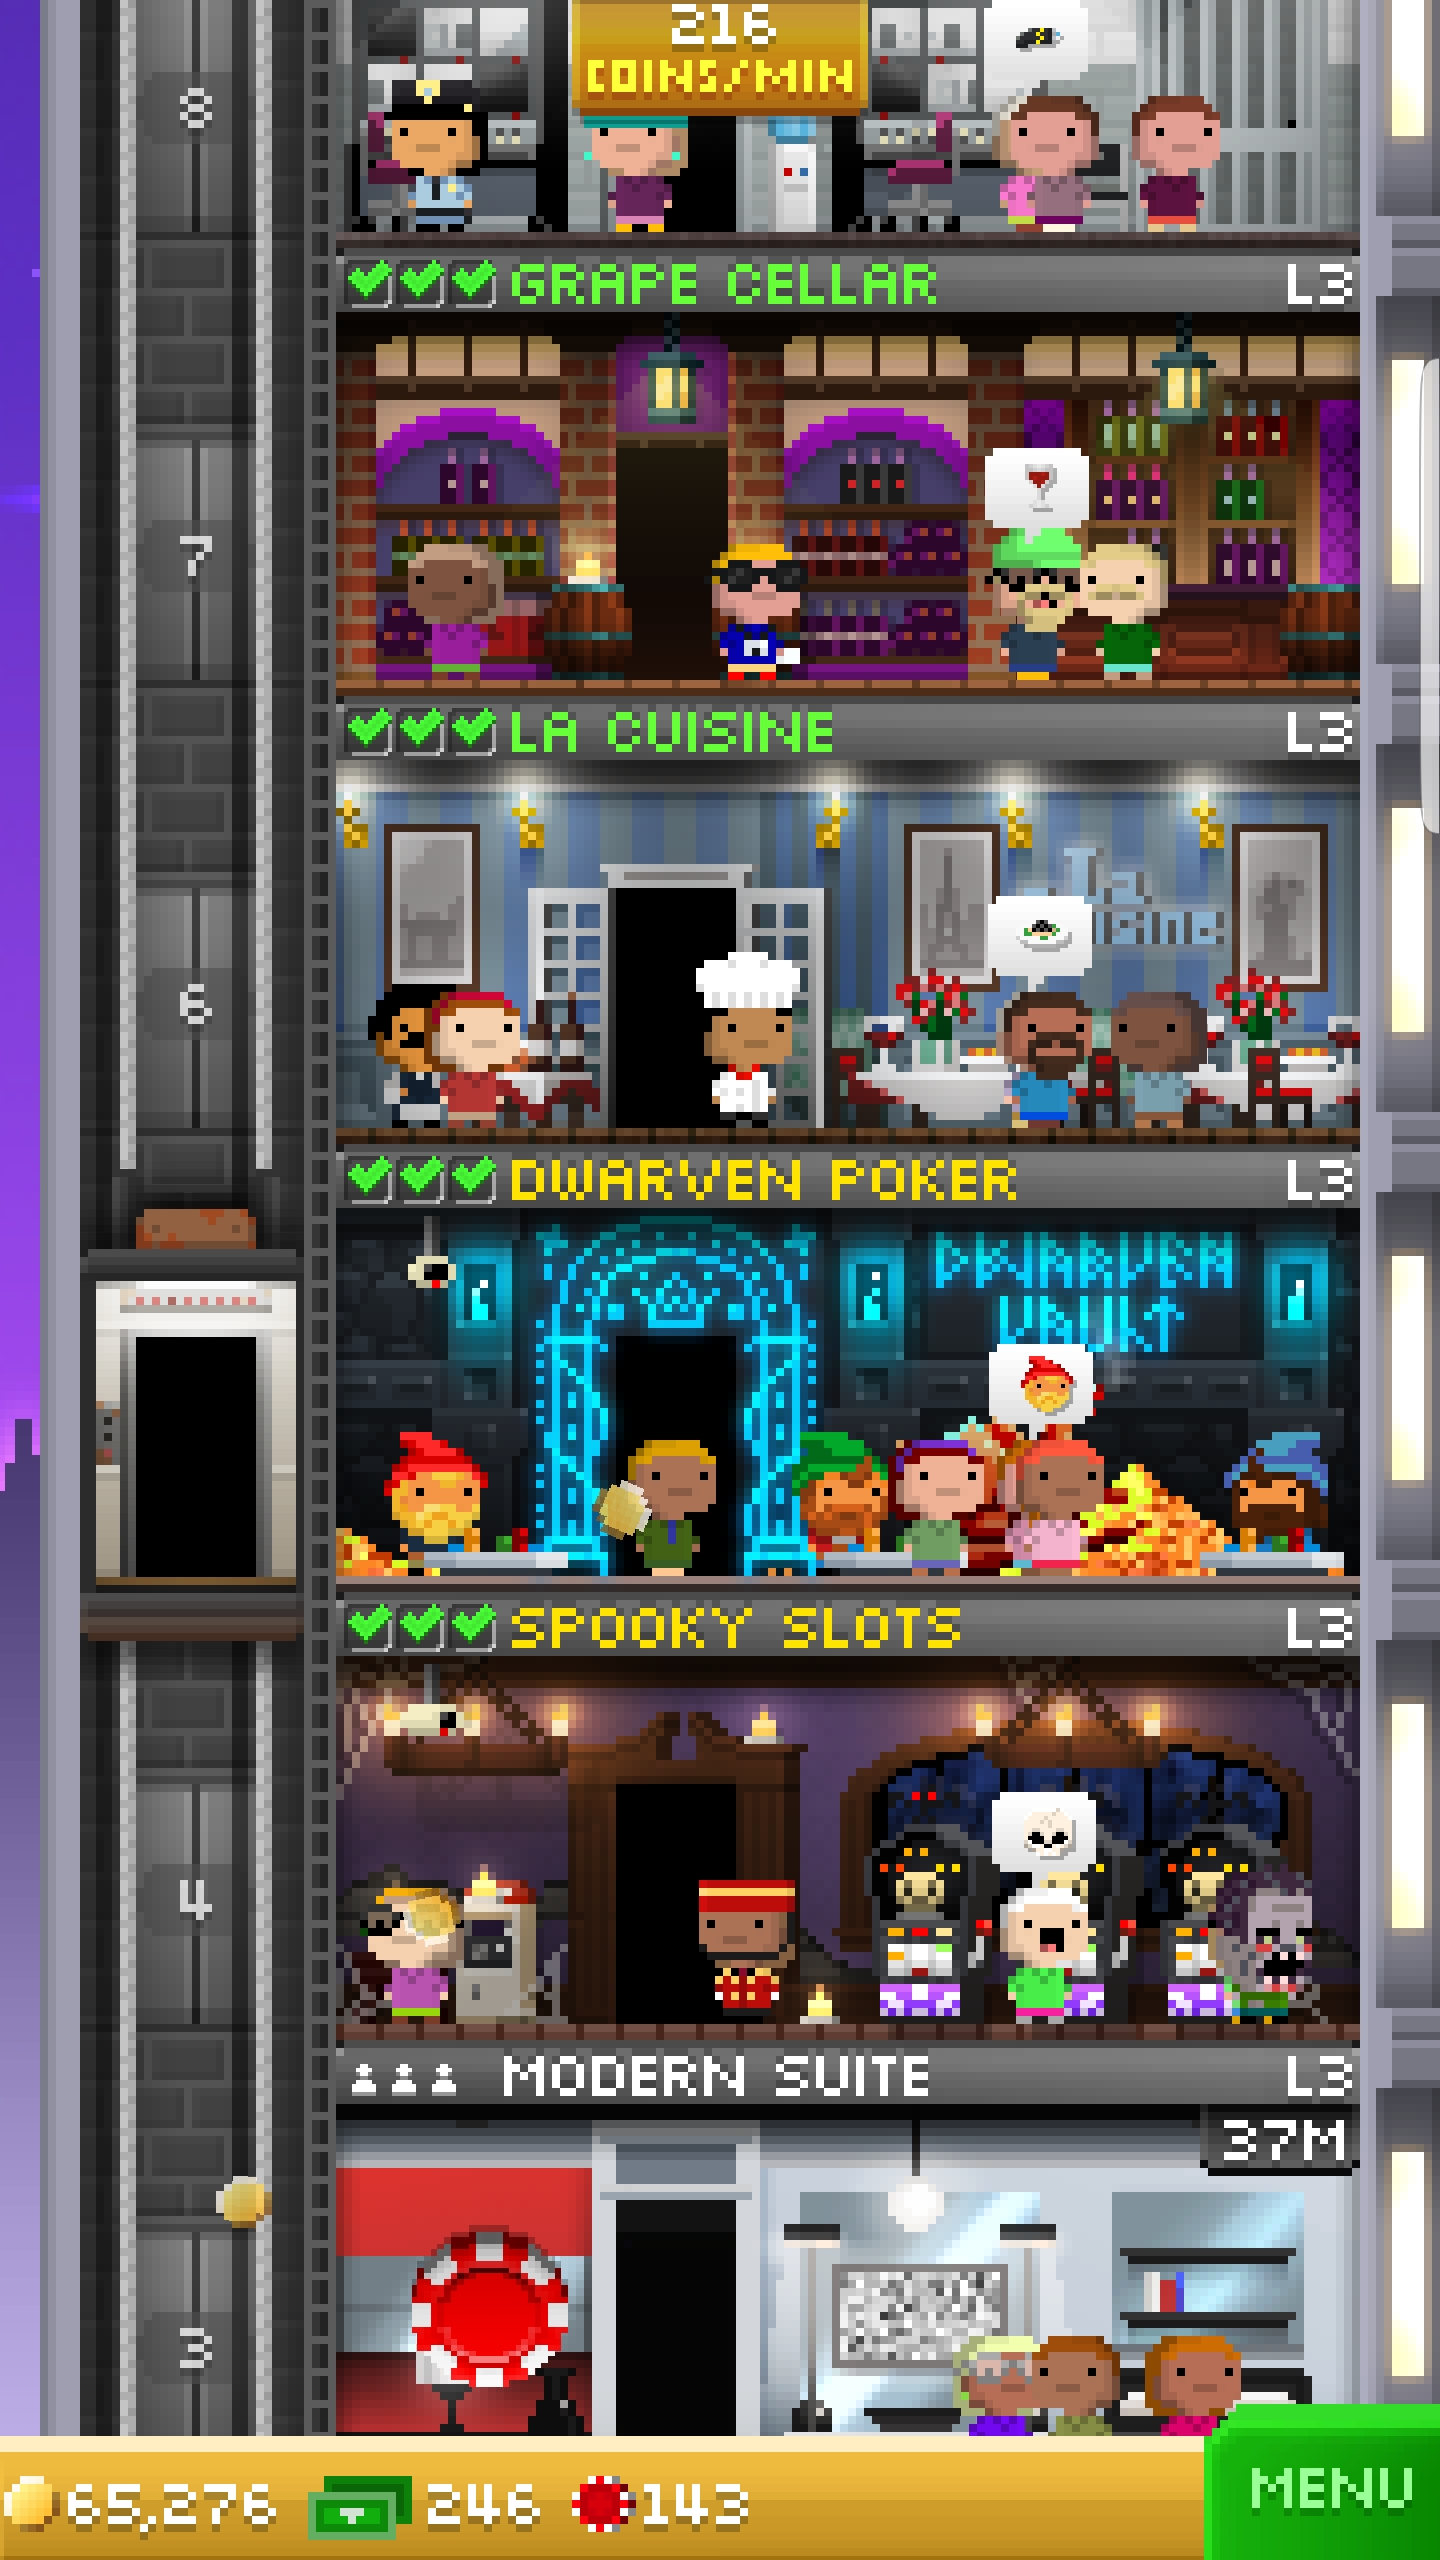 216
COINS/MIN
8
GRAPE CELLAR L3
7
LA CUISINE L3
La
6
DWARVEN POKER L3
DWARVEN
VAULT
SPOOKY SLOTS L3
4
MODERN SUITE L3
37M
3
65,276 246 143 MENU